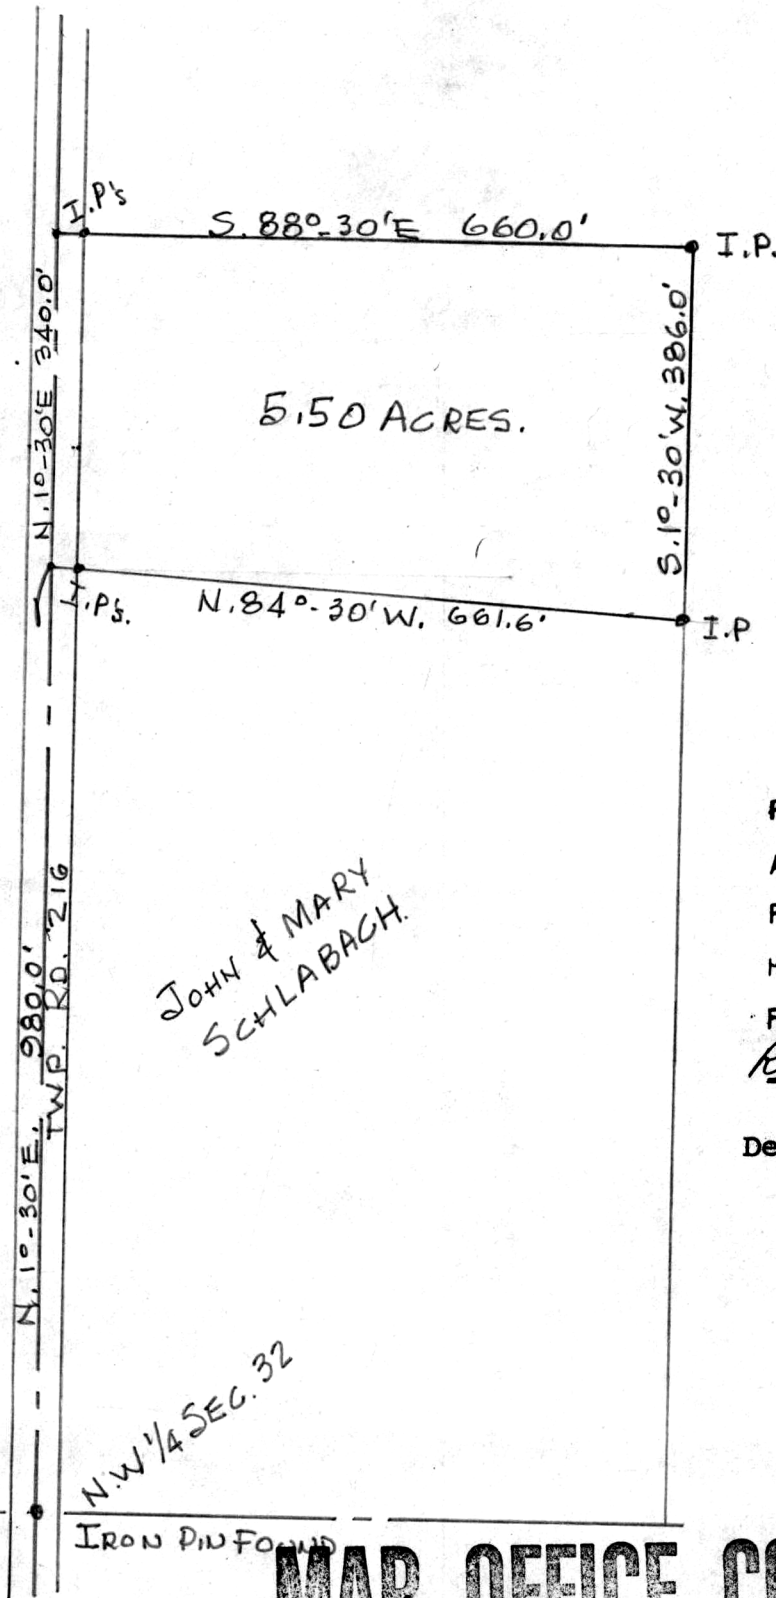 I.P's
S. 88°-30'E 660.0'
I.P.
N. 1°-30'E 340.0'
5.50 ACRES.
S. 1°-30'W. 386.0'
I.P's.
N. 84°-30'W. 661.6'
I.P
JOHN & MARY
SCHLABACH.
N. 1°-30'E. 980.0'
TWP. RD. 216
De
N.W 1/4 SEC. 32
IRON PIN FOUND
MAP OFFICE CO